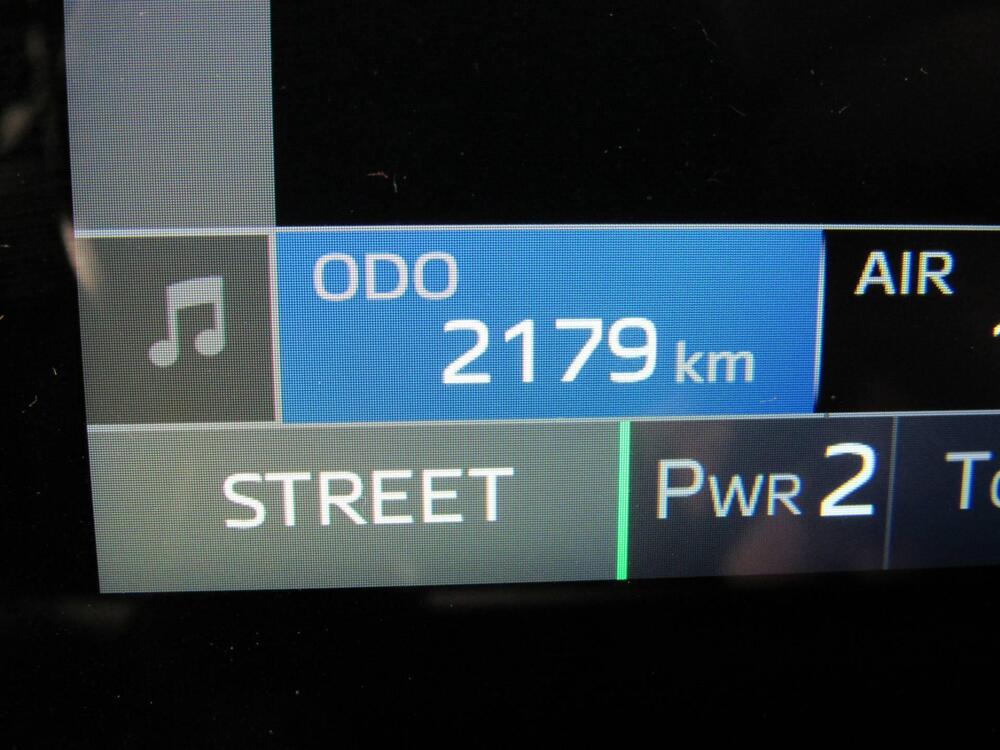 ODO
2179 km
AIR
STREET
PWR 2